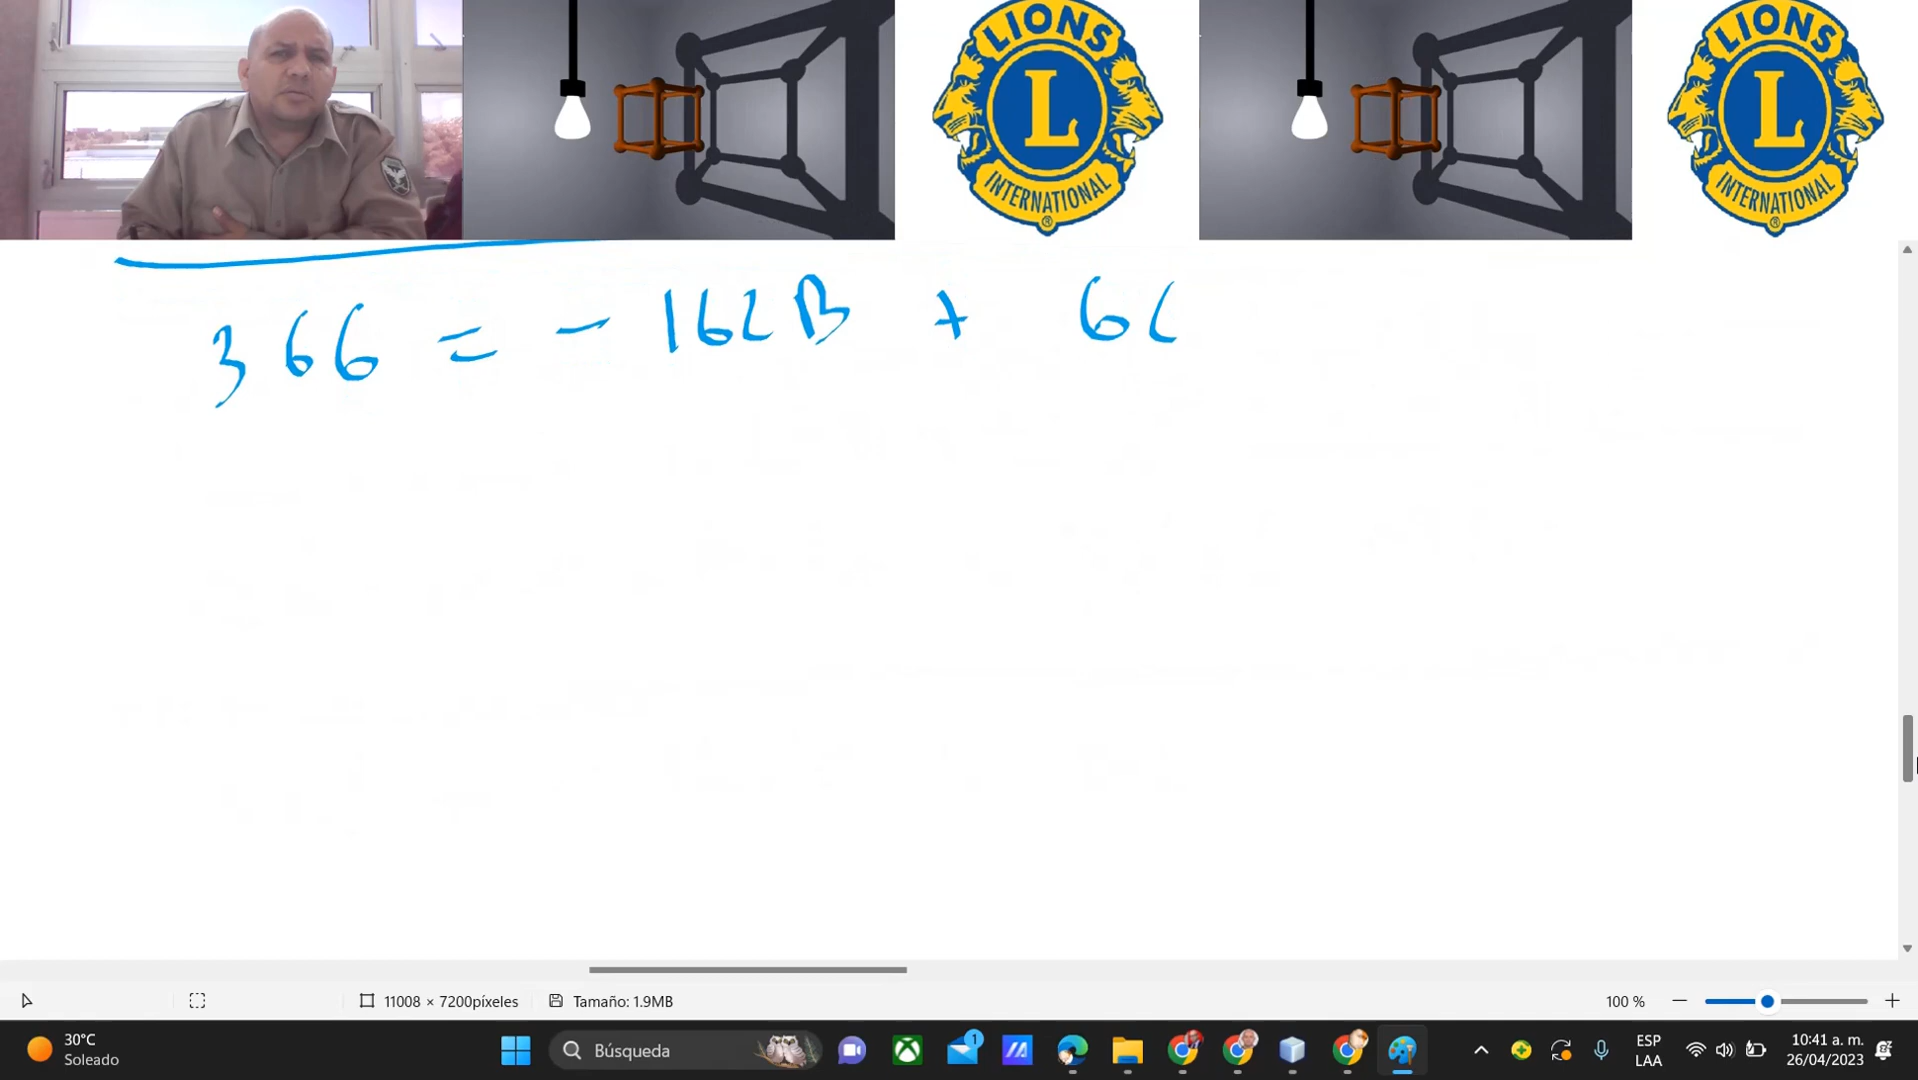 LIONS
L
INTERNATIONAL
®
LIONS
L
INTERNATIONAL
®
366 = - 162B + 6C
11008 × 7200píxeles
Tamaño: 1.9MB
100 %
30°C
Soleado
Búsqueda
1
ESP
LAA
10:41 a. m.
26/04/2023